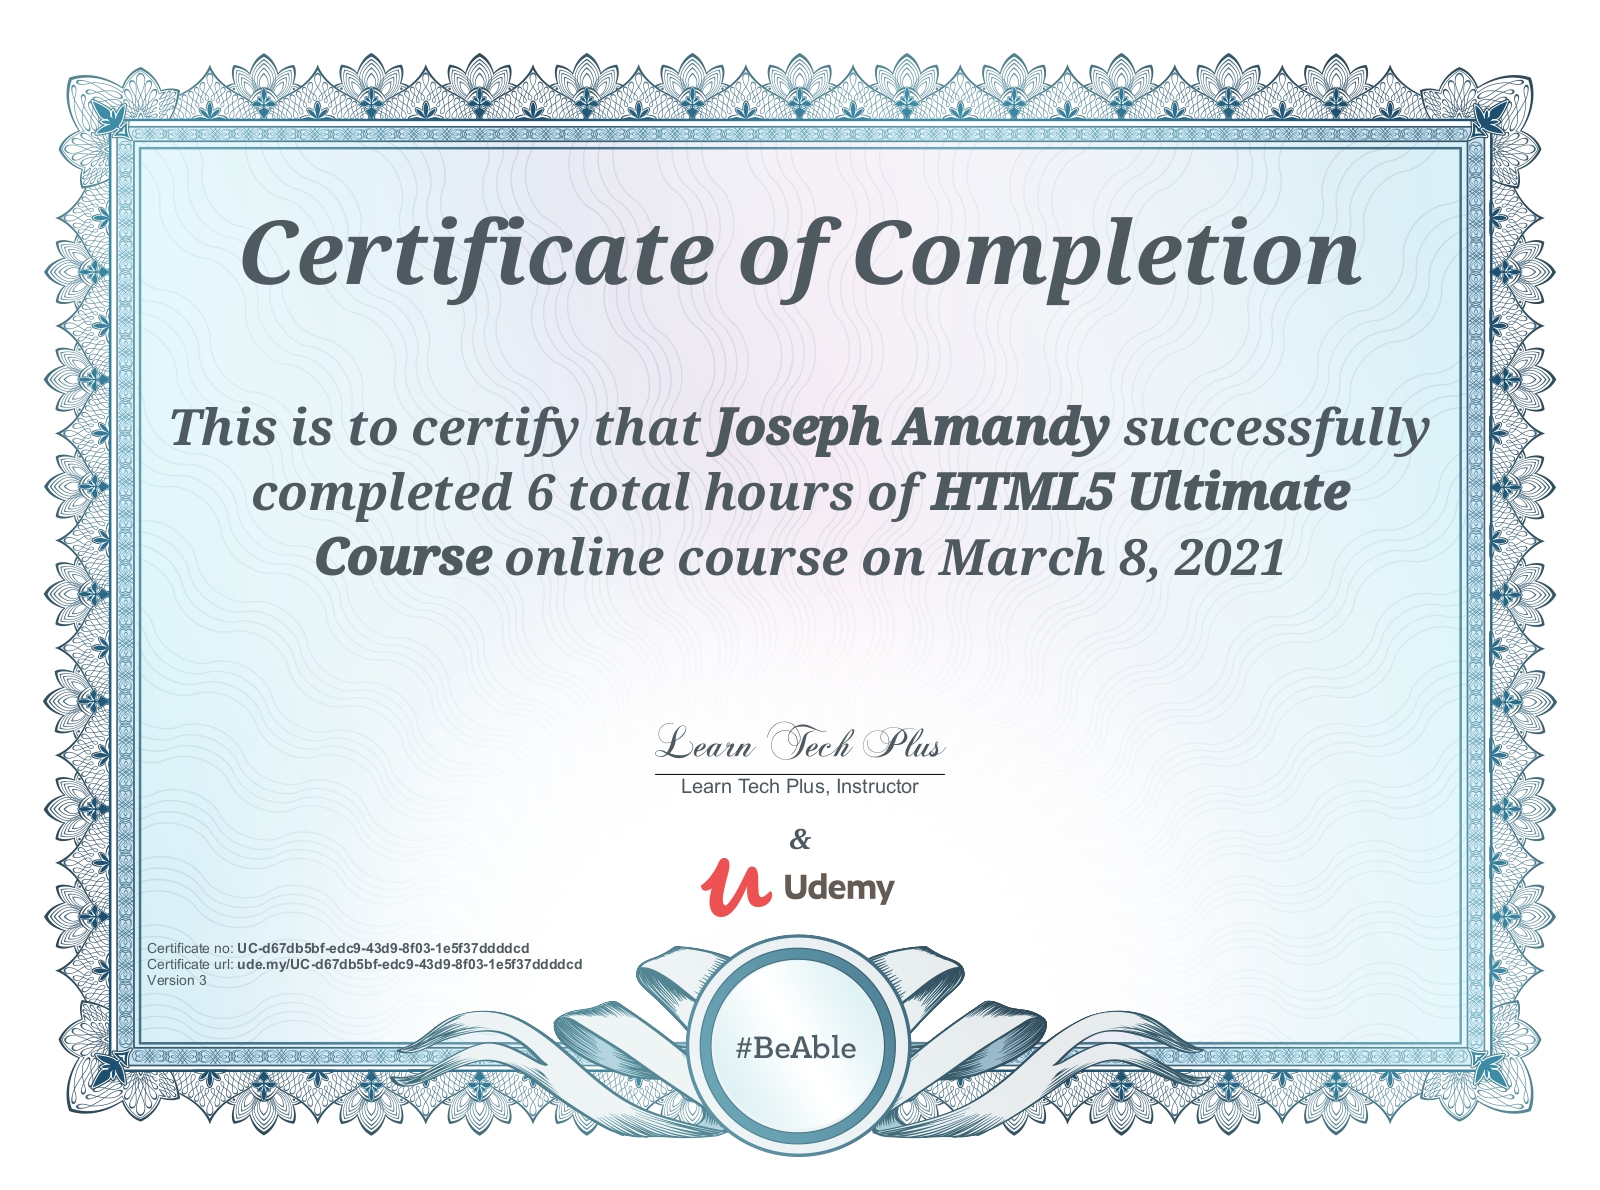 Certificate of Completion
This is to certify that Joseph Amandy successfully
completed 6 total hours of HTML5 Ultimate
Course online course on March 8, 2021
Learn Tech Plus
Learn Tech Plus, Instructor
&
Udemy
Certificate no: UC-d67db5bf-edc9-43d9-8f03-1e5f37ddddcd
Certificate url: ude.my/UC-d67db5bf-edc9-43d9-8f03-1e5f37ddddcd
Version 3
#BeAble